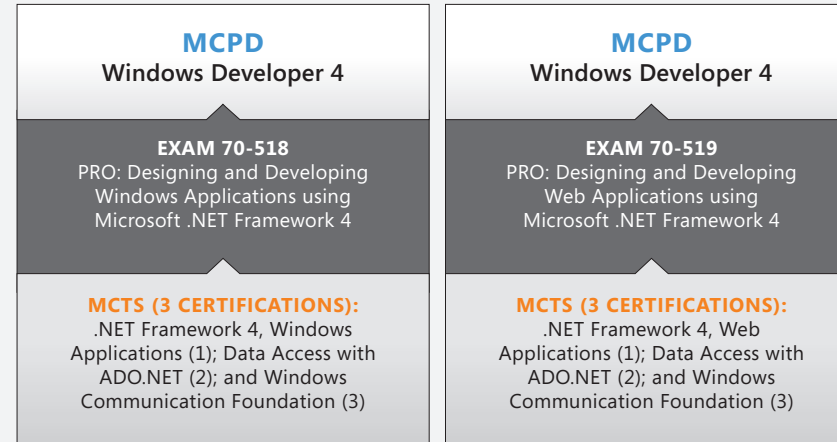 MCPD
Windows Developer 4
EXAM 70-518
PRO: Designing and Developing
Windows Applications using
Microsoft .NET Framework 4
MCTS (3 CERTIFICATIONS):
.NET Framework 4, Windows
Applications (1); Data Access with
ADO.NET (2); and Windows
Communication Foundation (3)
MCPD
Windows Developer 4
EXAM 70-519
PRO: Designing and Developing
Web Applications using
Microsoft .NET Framework 4
MCTS (3 CERTIFICATIONS):
.NET Framework 4, Web
Applications (1); Data Access with
ADO.NET (2); and Windows
Communication Foundation (3)